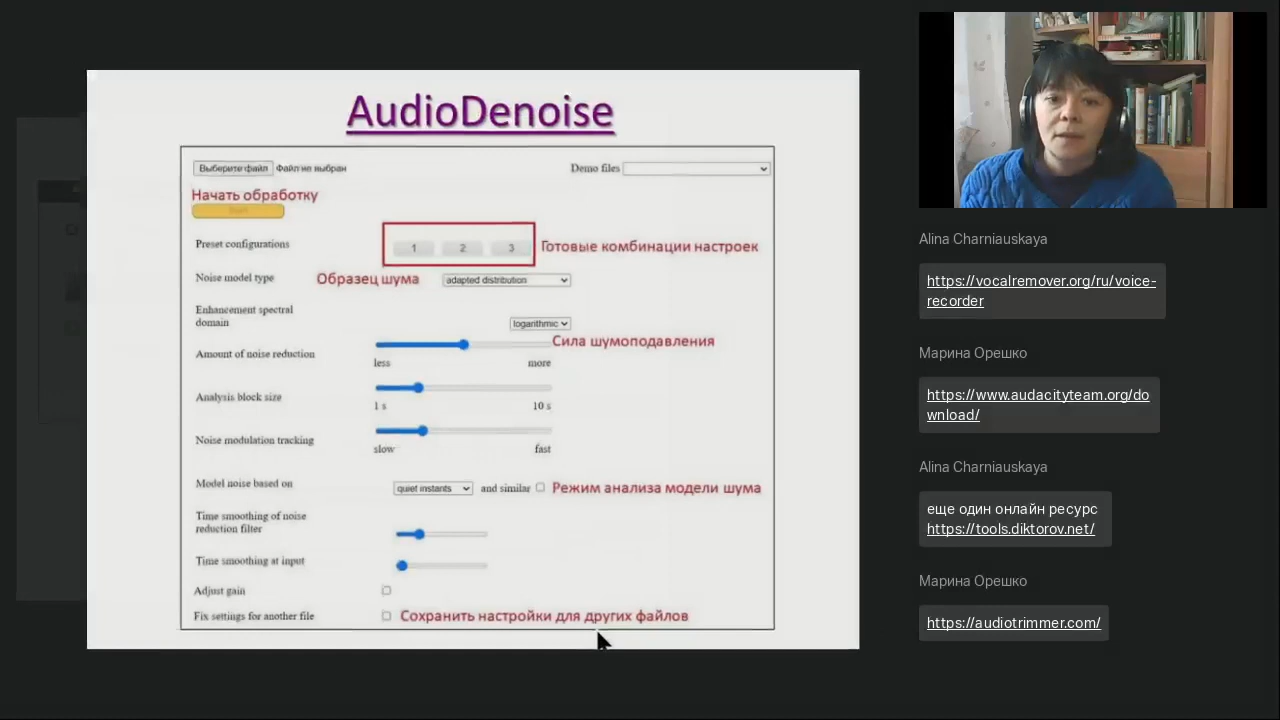 AudioDenoise
Выберите файл Файл не выбран
Demo files
Начать обработку
Preset configurations
1 2 3
Готовые комбинации настроек
Noise model type
Образец шума
adapted distribution
Enhancement spectral
domain
logarithmic
Amount of noise reduction
Сила шумоподавления
less more
Analysis block size
1 s 10 s
Noise modulation tracking
slow fast
Model noise based on
quiet instants
and similar
Режим анализа модели шума
Time smoothing of noise
reduction filter
Time smoothing at input
Adjust gain
Fix settings for another file
Сохранить настройки для других файлов
Alina Charniauskaya
https://vocalremover.org/ru/voice-
recorder
Марина Орешко
https://www.audacityteam.org/do
wnload/
Alina Charniauskaya
еще один онлайн ресурс
https://tools.diktorov.net/
Марина Орешко
https://audiotrimmer.com/